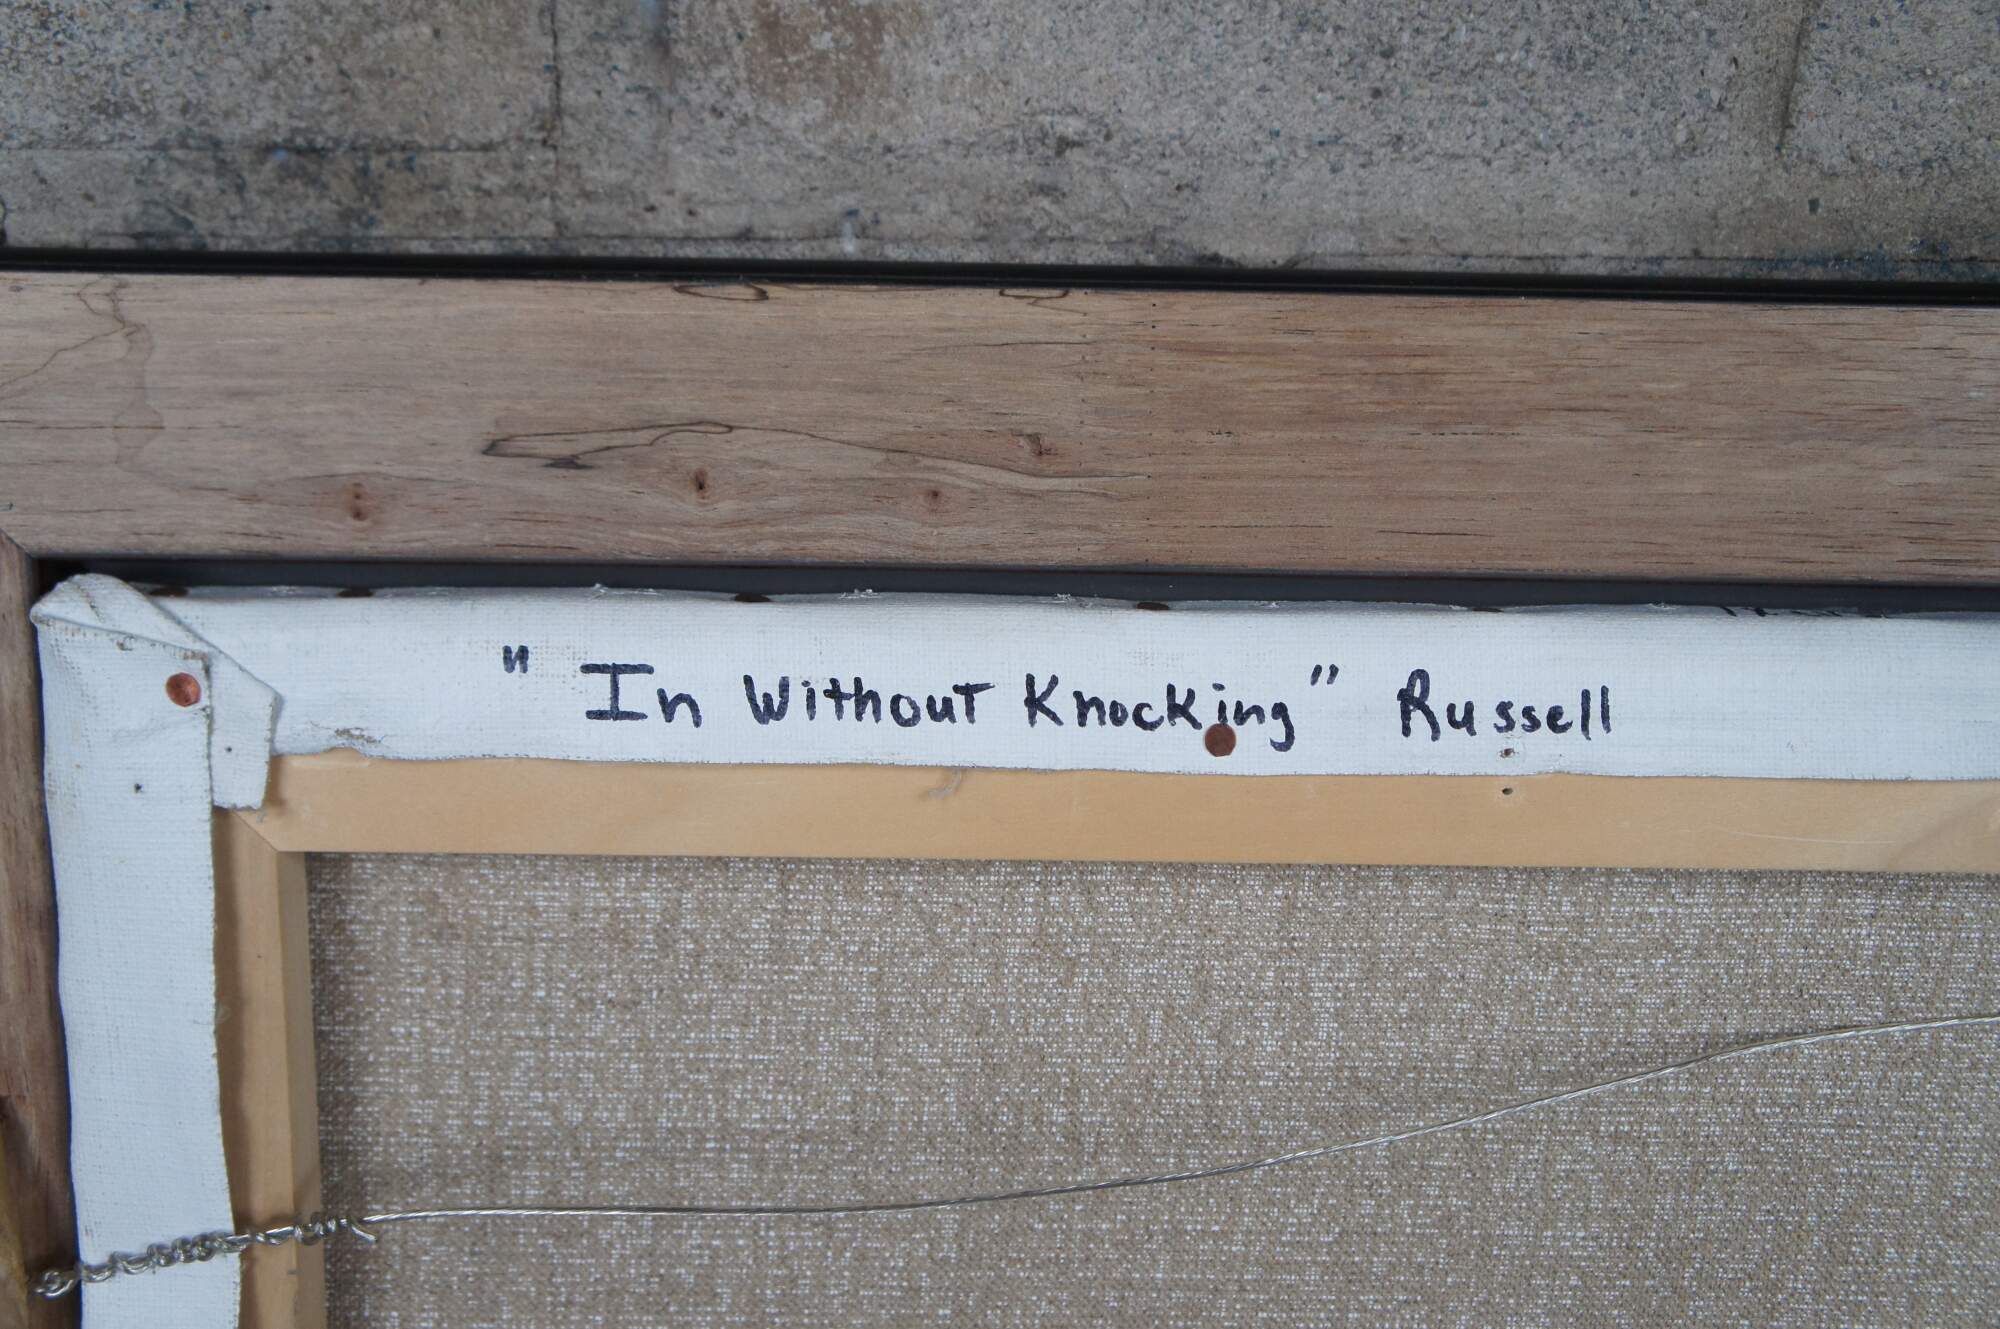 " In Without Knocking" Russell